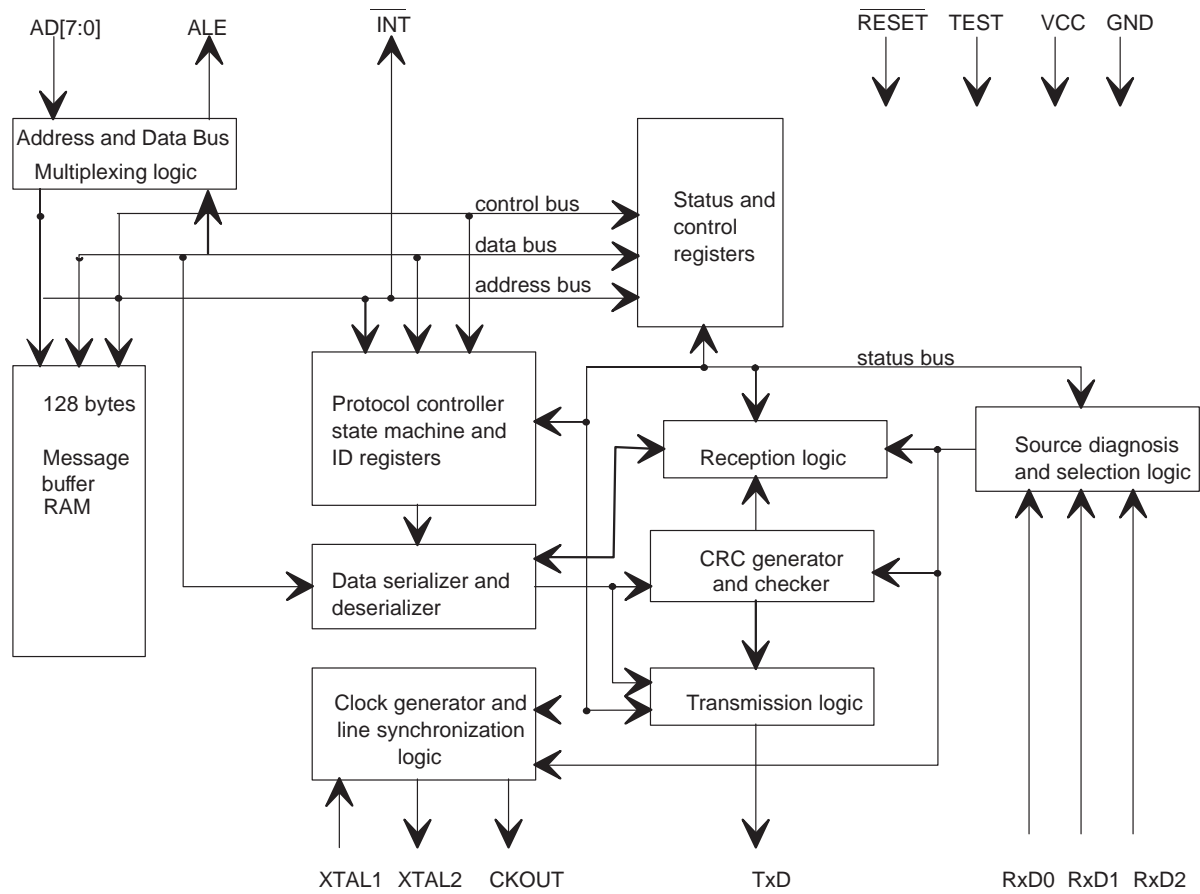 AD[7:0]
ALE
INT
RESET
TEST
VCC
GND
Address and Data Bus
Multiplexing logic
control bus
data bus
address bus
Status and
control
registers
status bus
128 bytes
Message
buffer
RAM
Protocol controller
state machine and
ID registers
Reception logic
Source diagnosis
and selection logic
Data serializer and
deserializer
CRC generator
and checker
Clock generator and
line synchronization
logic
Transmission logic
XTAL1
XTAL2
CKOUT
TxD
RxD0
RxD1
RxD2